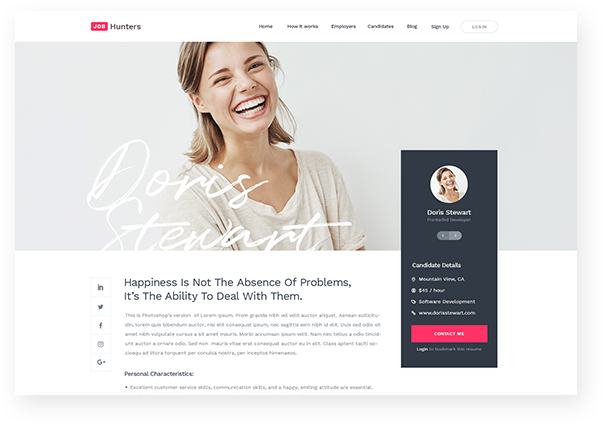 JOB Hunters
Home How it works Employers Candidates Blog Sign Up LOG IN
Doris
Stewart
Doris Stewart
Frontaded Developer
Candidate Details
Mountain View, CA
$45 / hour
Software Development
www.dorisstewart.com
CONTACT ME
Login to bookmark this resume
Happiness Is Not The Absence Of Problems,
It's The Ability To Deal With Them.
This is Photoshop's version of Lorem Ipsum. Proin gravida nibh vel velit auctor aliquet. Aenean sollicitu-
din, lorem quis bibendum auctor, nisi elit consequat ipsum, nec sagittis sem nibh id elit. Duis sed odio sit
amet nibh vulputate cursus a sit amet mauris. Morbi accumsan ipsum velit. Nam nec tellus a odio tincid-
unt auctor a ornare odio. Sed non mauris vitae erat consequat auctor eu in elit. Class aptent taciti so-
ciosqu ad litora torquent per conubia nostra, per inceptos himenaeos.
Personal Characteristics:
• Excellent customer service skills, communication skills, and a happy, smiling attitude are essential.